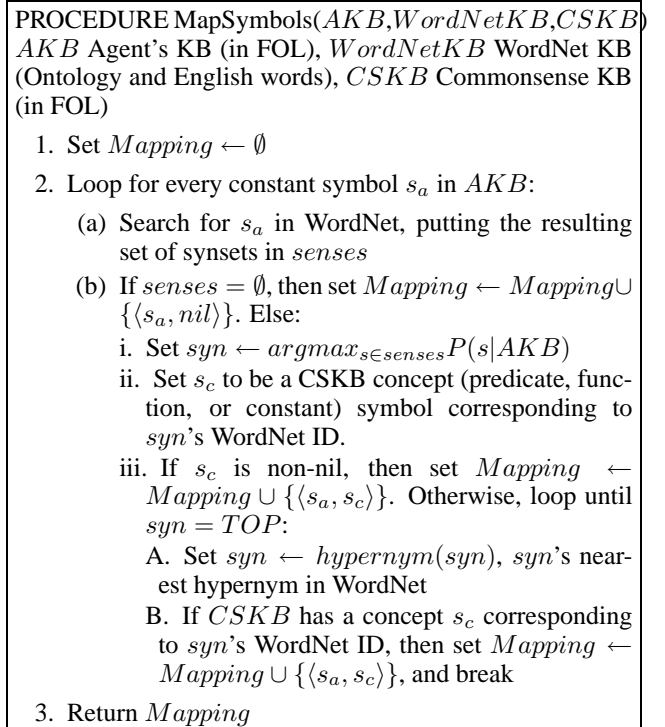 PROCEDURE MapSymbols(AKB,WordNetKB,CSKB)
AKB Agent's KB (in FOL), WordNetKB WordNet KB
(Ontology and English words), CSKB Commonsense KB
(in FOL)
1. Set Mapping ← ∅
2. Loop for every constant symbol s_a in AKB:
(a) Search for s_a in WordNet, putting the resulting
set of synsets in senses
(b) If senses = ∅, then set Mapping ← Mapping∪
{⟨s_a, nil⟩}. Else:
i. Set syn ← argmax_{s∈senses}P(s|AKB)
ii. Set s_c to be a CSKB concept (predicate, func-
tion, or constant) symbol corresponding to
syn's WordNet ID.
iii. If s_c is non-nil, then set Mapping ←
Mapping ∪ {⟨s_a, s_c⟩}. Otherwise, loop until
syn = TOP:
A. Set syn ← hypernym(syn), syn's near-
est hypernym in WordNet
B. If CSKB has a concept s_c corresponding
to syn's WordNet ID, then set Mapping ←
Mapping ∪ {⟨s_a, s_c⟩}, and break
3. Return Mapping